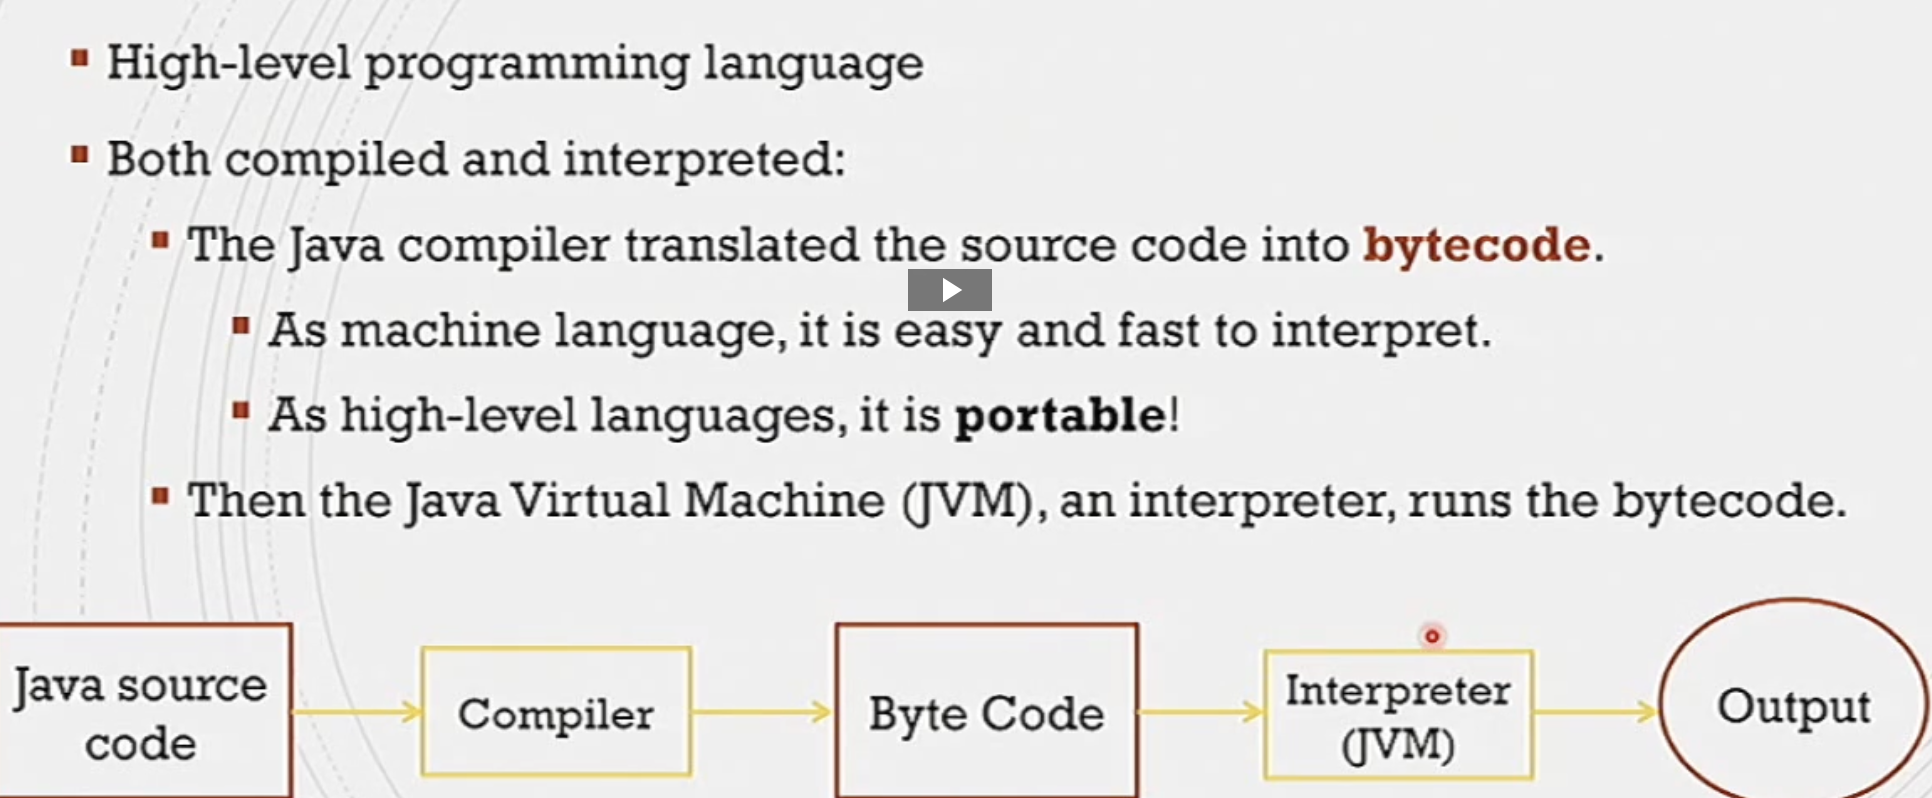 High-level programming language
Both compiled and interpreted:
The Java compiler translated the source code into bytecode.
As machine language, it is easy and fast to interpret.
As high-level languages, it is portable!
Then the Java Virtual Machine (JVM), an interpreter, runs the bytecode.
Java source
code
Compiler
Byte Code
Interpreter
(JVM)
Output